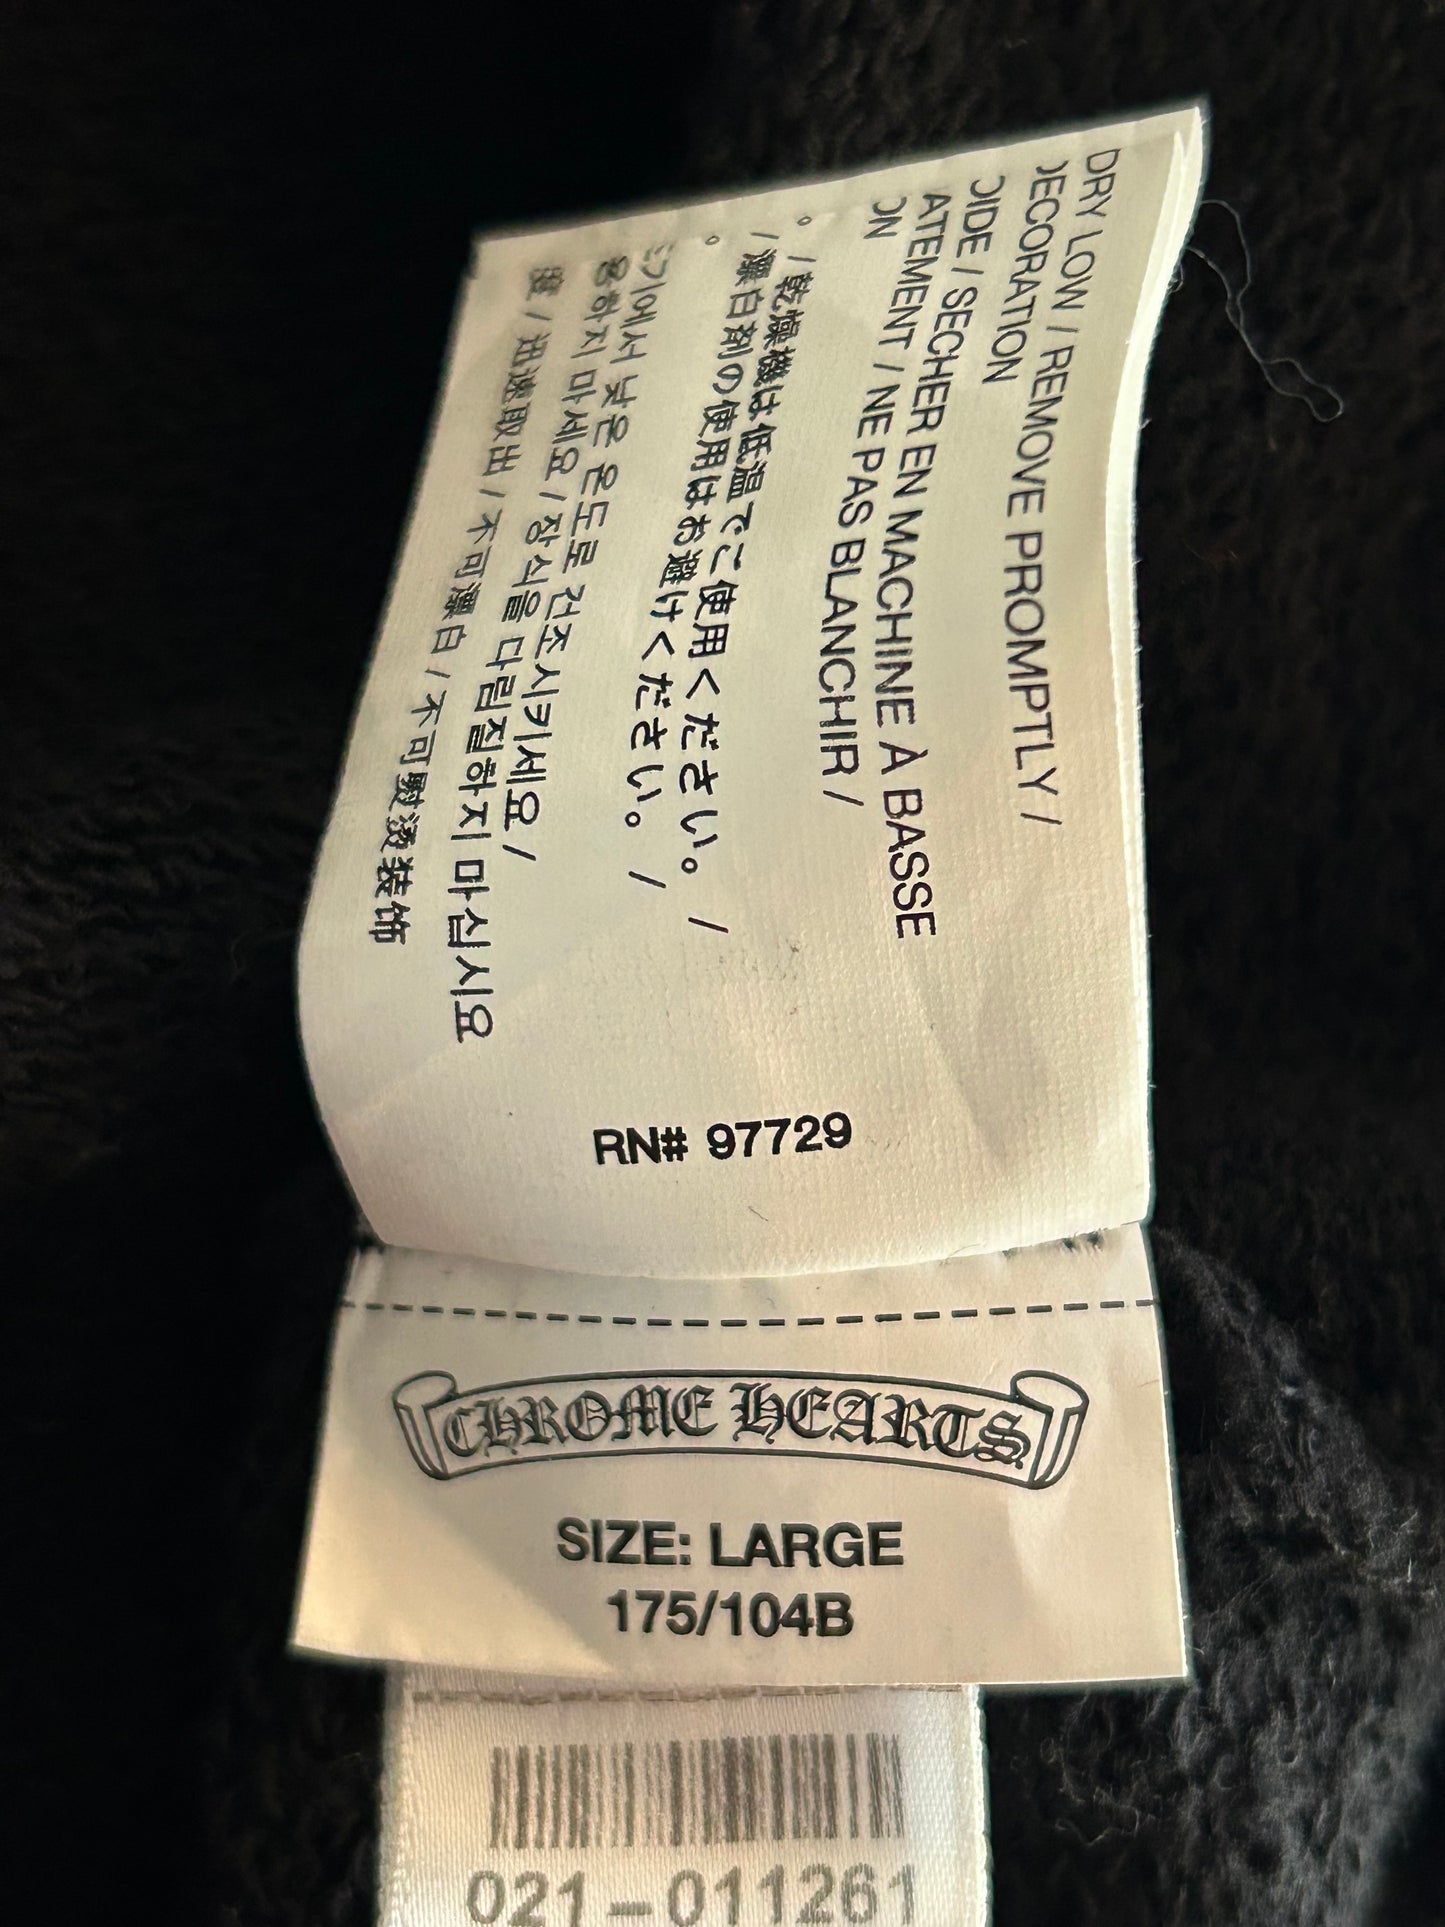 DRY LOW / REMOVE PROMPTLY /
DECORATION
SECHER EN MACHINE À BASSE
ATEMENT / NE PAS BLANCHIR /
ON
。 / 乾燥機は低温でご使用ください。 /
/ 漂白剤の使用はお避けください。 /
。
기에서 낮은 온도로 건조시키세요 /
용하지 마세요 / 장식을 다림질하지 마십시요
度 / 迅速取出 / 不可漂白 / 不可熨烫装饰
RN# 97729
CHROME HEARTS
SIZE: LARGE
175/104B
021-011261